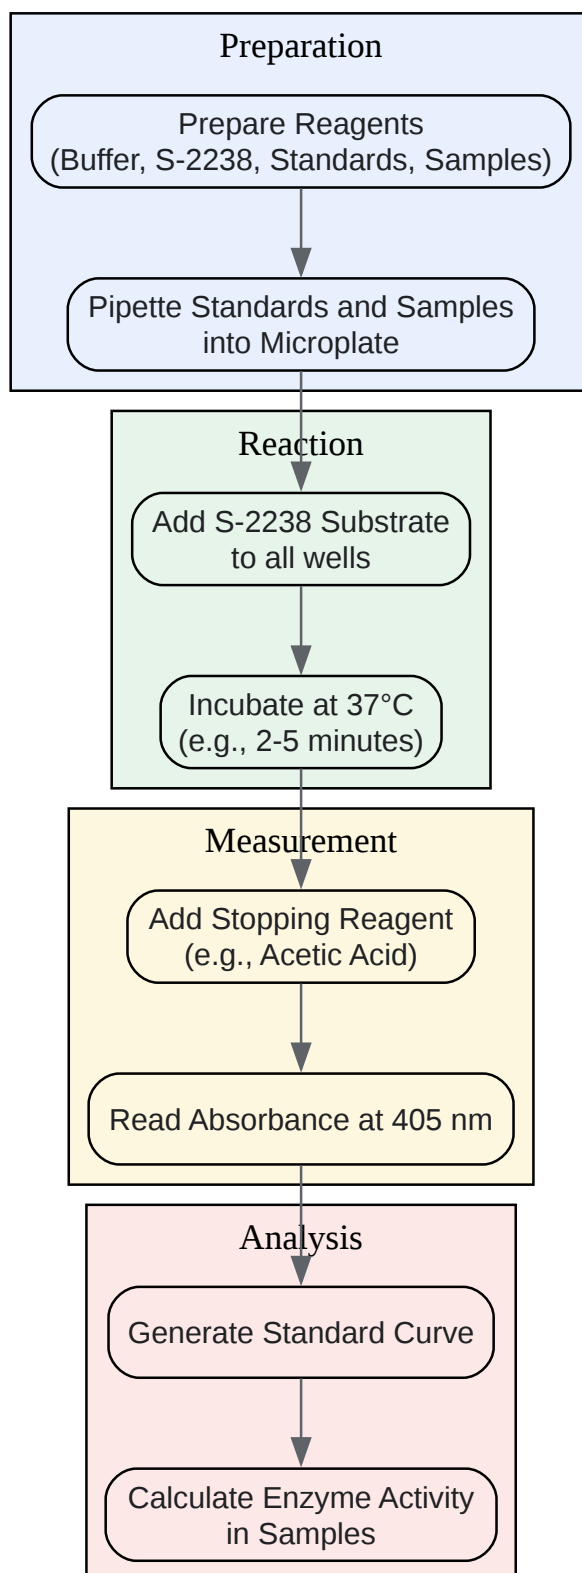 Preparation
Prepare Reagents
(Buffer, S-2238, Standards, Samples)
Pipette Standards and Samples
into Microplate
Reaction
Add S-2238 Substrate
to all wells
Incubate at 37°C
(e.g., 2-5 minutes)
Measurement
Add Stopping Reagent
(e.g., Acetic Acid)
Read Absorbance at 405 nm
Analysis
Generate Standard Curve
Calculate Enzyme Activity
in Samples